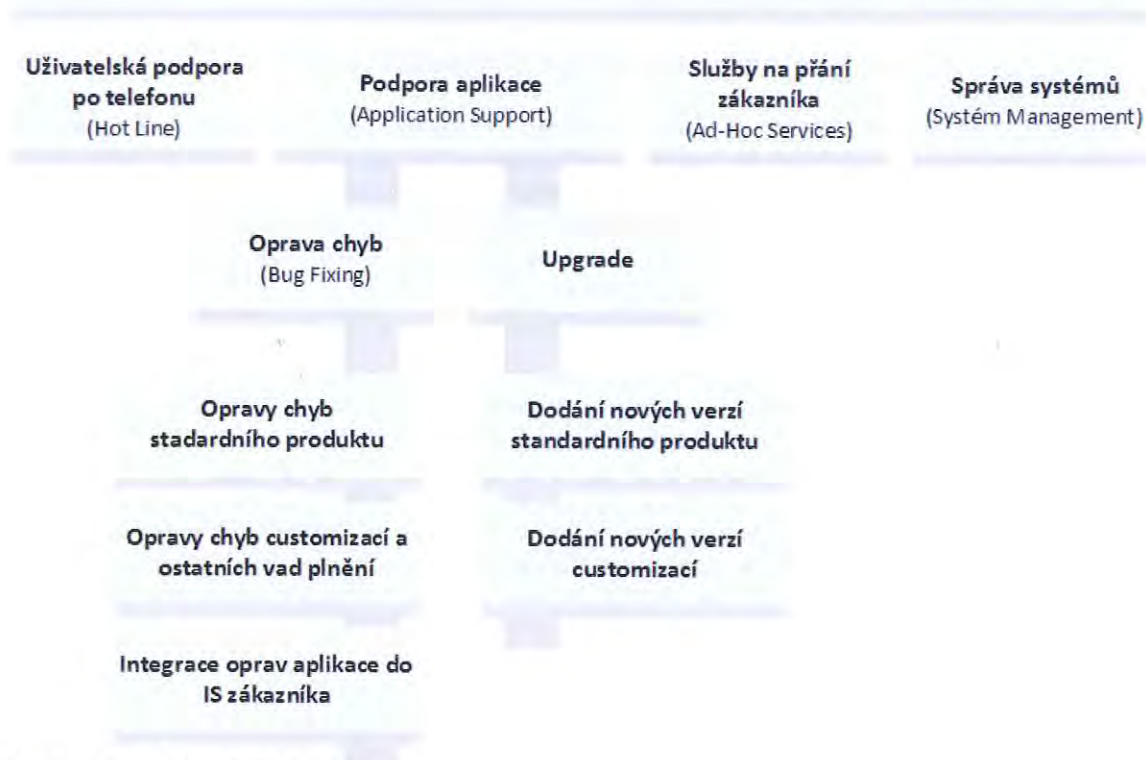 Uživatelská podpora
po telefonu
(Hot Line)
Podpora aplikace
(Application Support)
Služby na přání
zákazníka
(Ad-Hoc Services)
Správa systémů
(Systém Management)
Oprava chyb
(Bug Fixing)
Upgrade
Opravy chyb
stadardního produktu
Dodání nových verzí
standardního produktu
Opravy chyb customizací a
ostatních vad plnění
Dodání nových verzí
customizací
Integrace oprav aplikace do
IS zákazníka